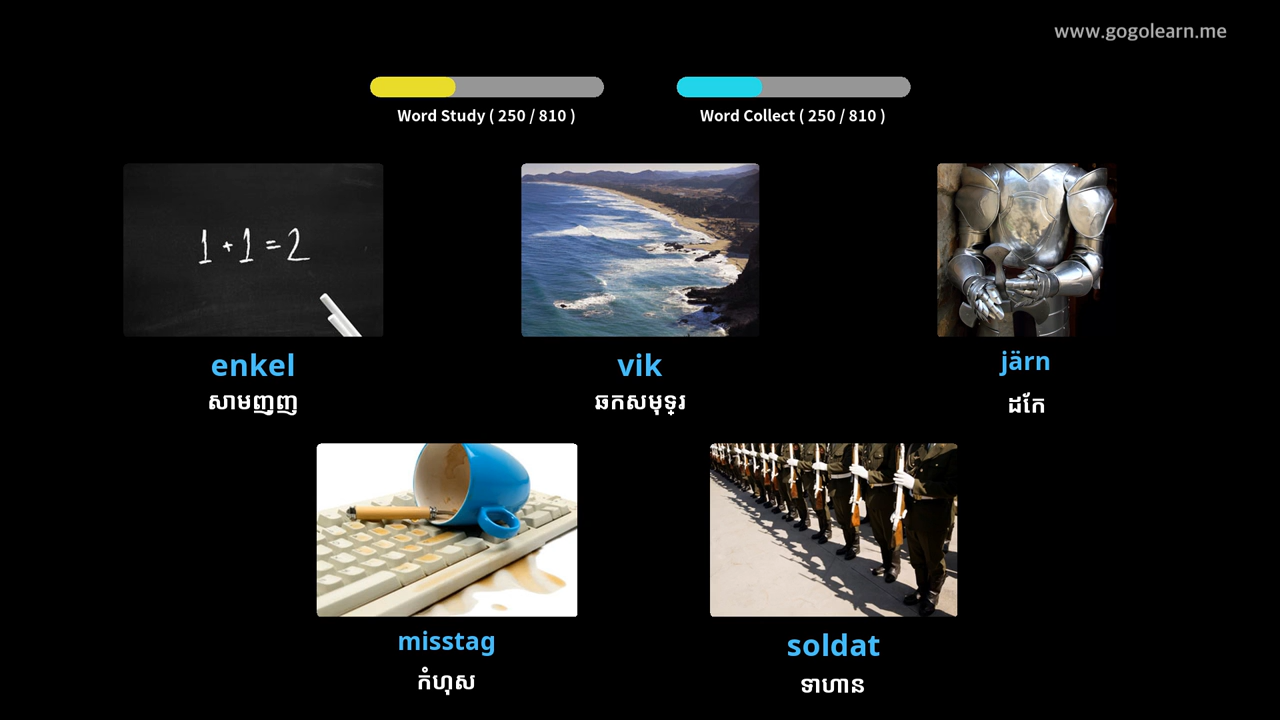 www.gogolearn.me
Word Study ( 250 / 810 )
Word Collect ( 250 / 810 )
1 + 1 = 2
enkel
សាមញ្ញ
vik
ឆកសមុទ្រ
järn
ដែក
misstag
កំហុស
soldat
ទាហាន